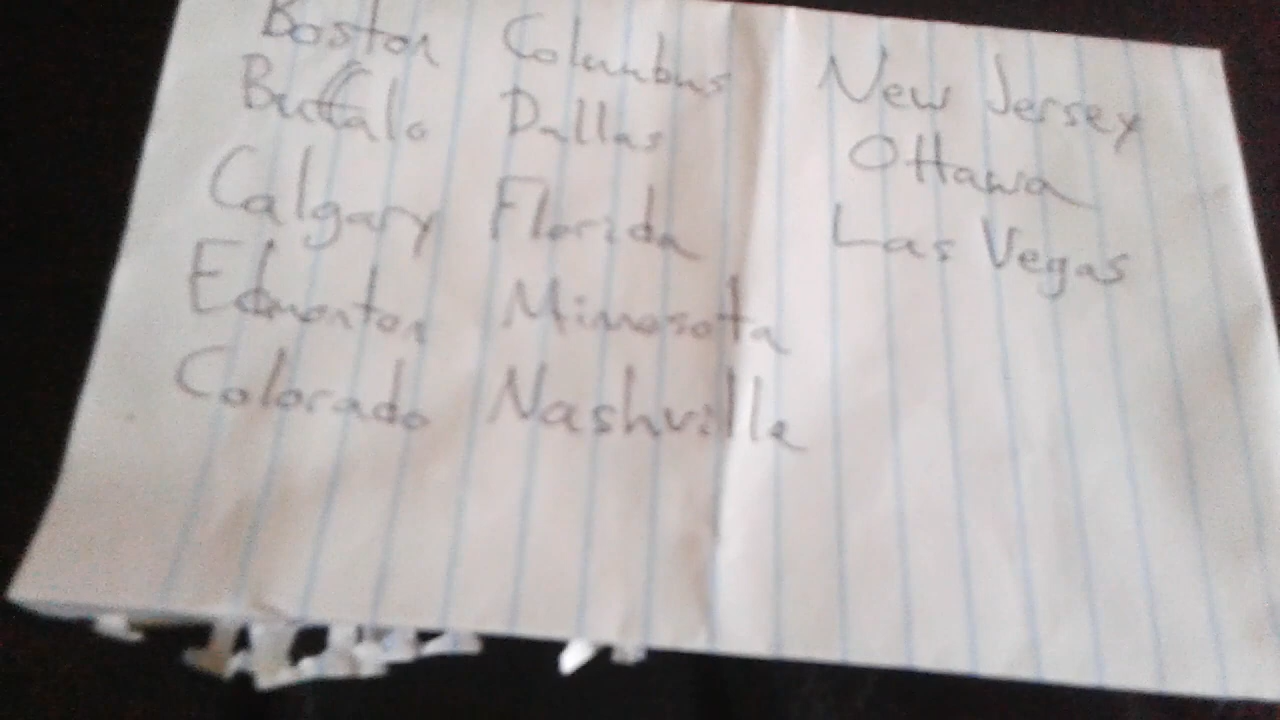 Boston Columbus New Jersey
Buffalo Dallas Ottawa
Calgary Florida Las Vegas
Edmonton Minnesota
Colorado Nashville